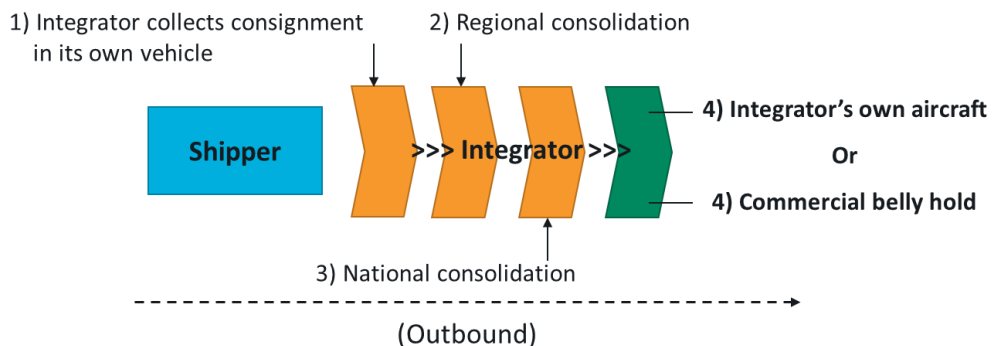 1) Integrator collects consignment
in its own vehicle
2) Regional consolidation
Shipper
>>> Integrator >>>
4) Integrator's own aircraft
Or
4) Commercial belly hold
3) National consolidation
(Outbound)